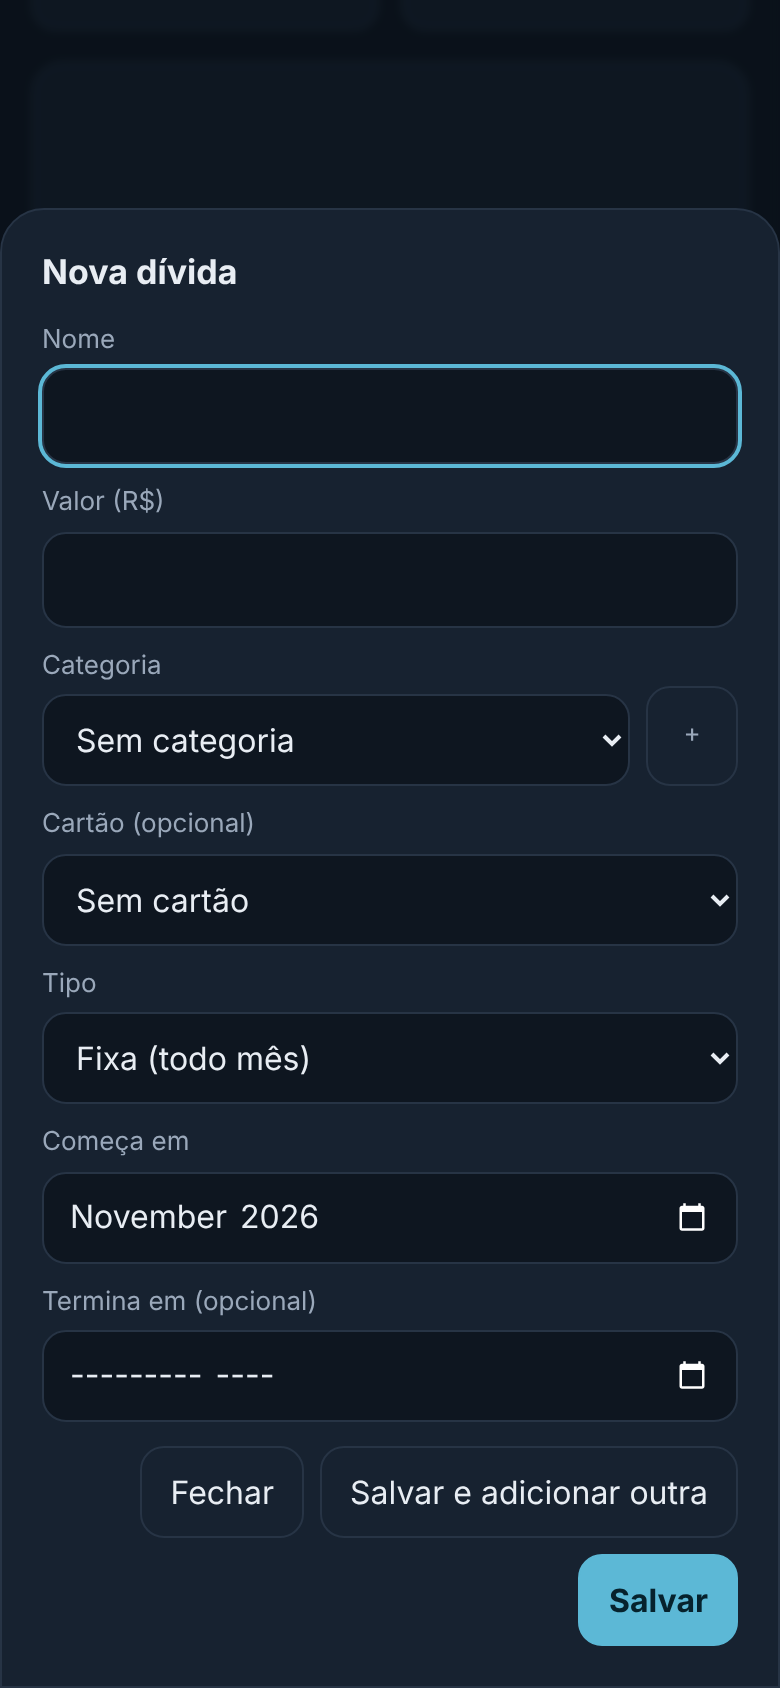 Nova dívida
Nome
Valor (R$)
Categoria
Sem categoria
+
Cartão (opcional)
Sem cartão
Tipo
Fixa (todo mês)
Começa em
November 2026
Termina em (opcional)
--------- ----
Fechar
Salvar e adicionar outra
Salvar